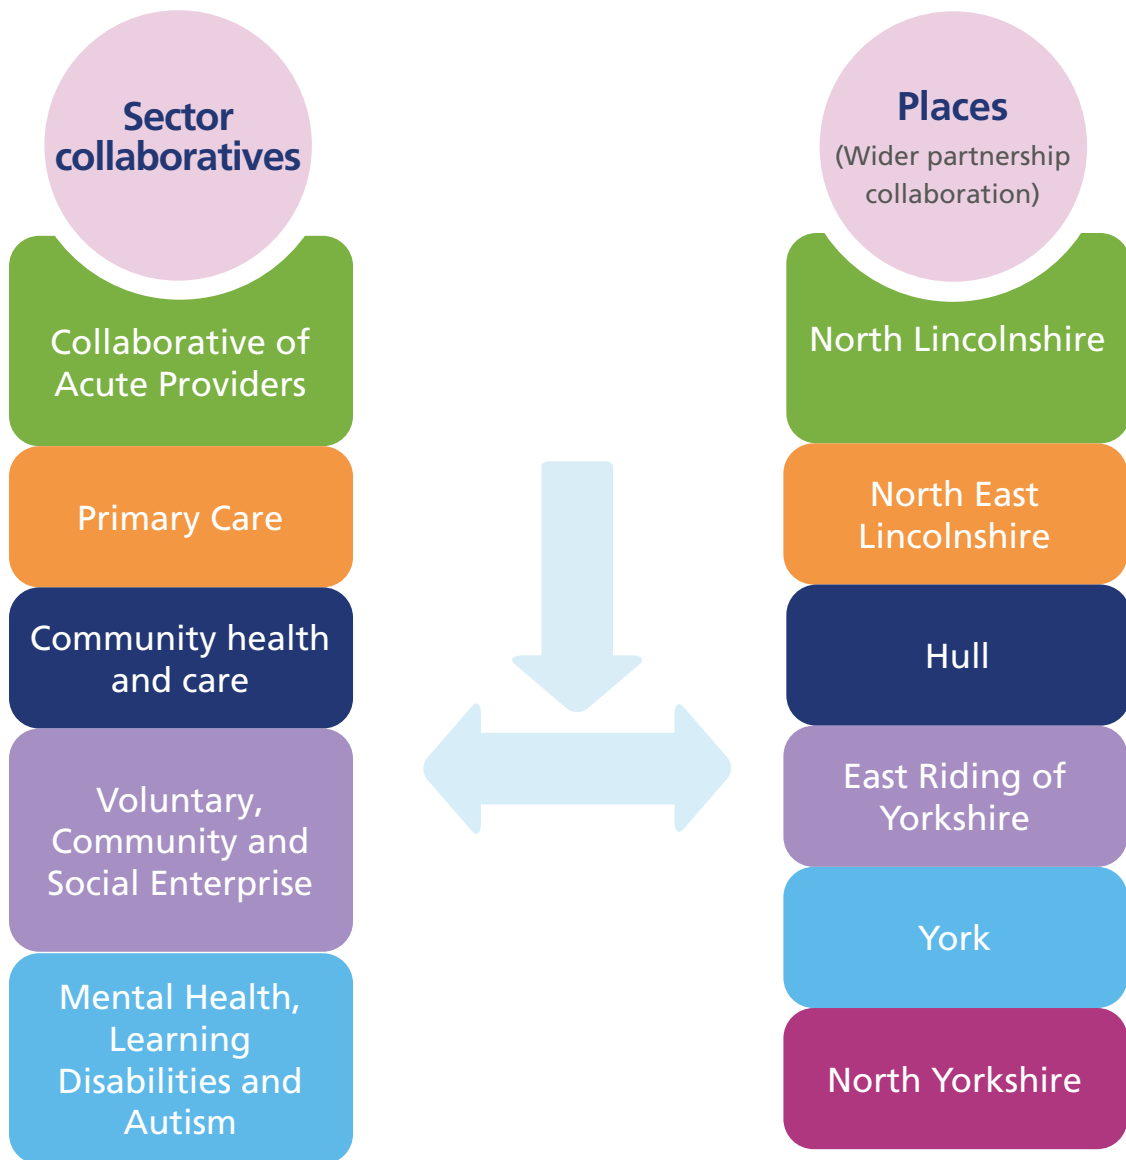 Sector
collaboratives
Collaborative of
Acute Providers
Primary Care
Community health
and care
Voluntary,
Community and
Social Enterprise
Mental Health,
Learning
Disabilities and
Autism
Places
(Wider partnership
collaboration)
North Lincolnshire
North East
Lincolnshire
Hull
East Riding of
Yorkshire
York
North Yorkshire